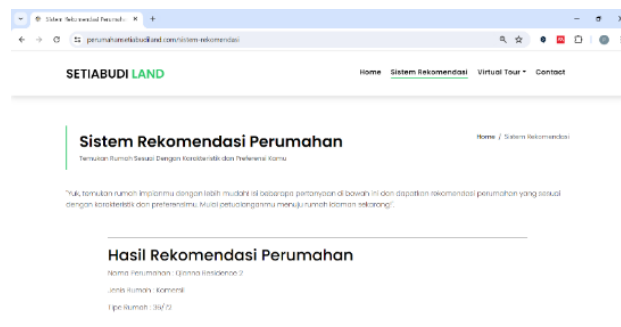 Sistem Rekomendasi Perumah
perumahansetiabudiland.com/sistem-rekomendasi
SETIABUDI LAND
Home Sistem Rekomendasi Virtual Tour Contact
Sistem Rekomendasi Perumahan
Home / Sistem Rekomendasi
Temukan Rumah Sesuai Dengan Karakteristik dan Preferensi Kamu
"Yuk, temukan rumah impianmu dengan lebih mudah! Isi beberapa pertanyaan di bawah ini dan dapatkan rekomendasi perumahan yang sesuai
dengan karakteristik dan preferensimu. Mulai petualanganmu menuju rumah idaman sekarang!".
Hasil Rekomendasi Perumahan
Nama Perumahan : Residence 2
Jenis Rumah : Komersil
Tipe Rumah : 36/72